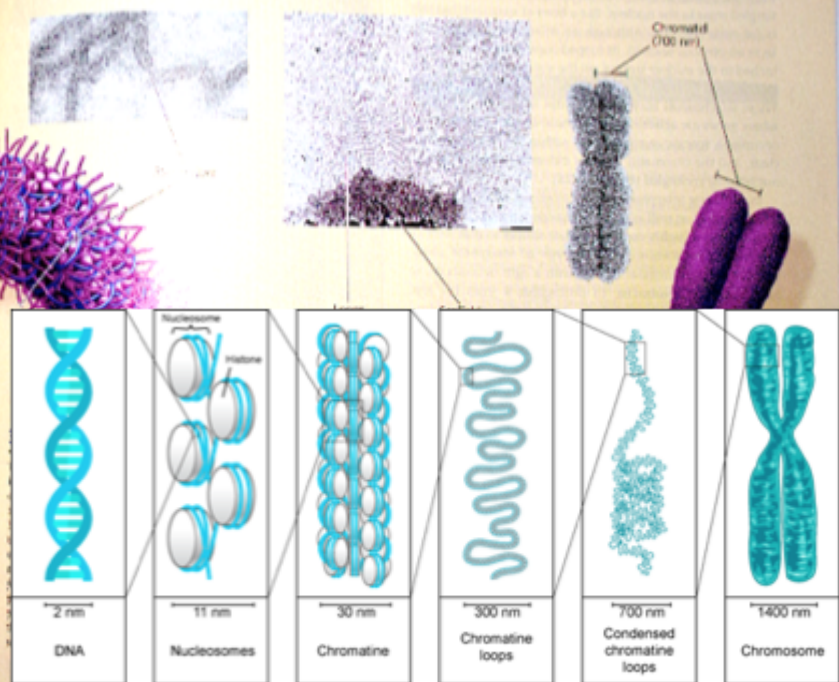 Chromatid
(700 nm)
Nucleosome
Histone
2 nm
11 nm
30 nm
300 nm
700 nm
1400 nm
DNA
Nucleosomes
Chromatine
Chromatine
loops
Condensed
chromatine
loops
Chromosome